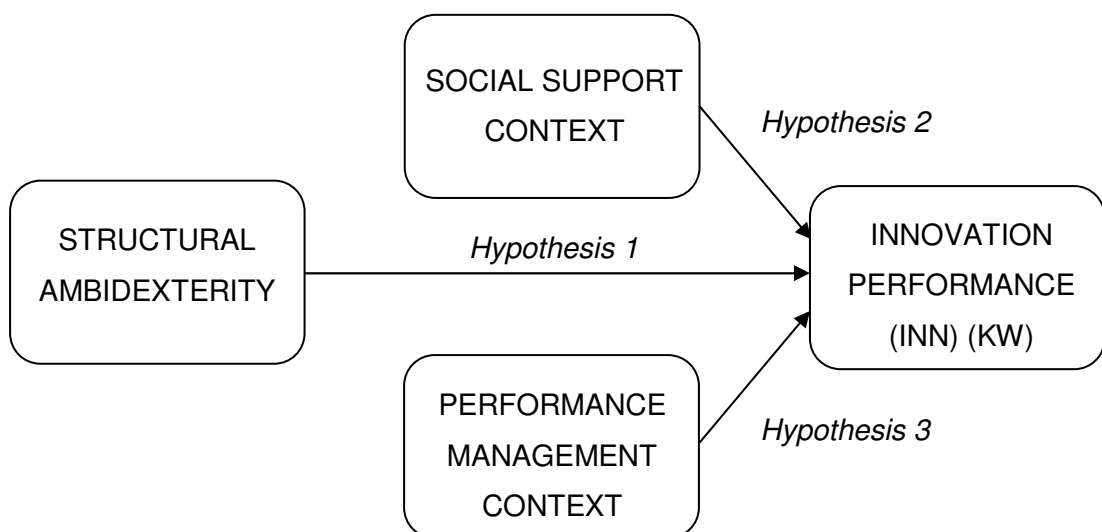 SOCIAL SUPPORT
CONTEXT
Hypothesis 2
STRUCTURAL
AMBIDEXTERITY
Hypothesis 1
INNOVATION
PERFORMANCE
(INN) (KW)
PERFORMANCE
MANAGEMENT
CONTEXT
Hypothesis 3